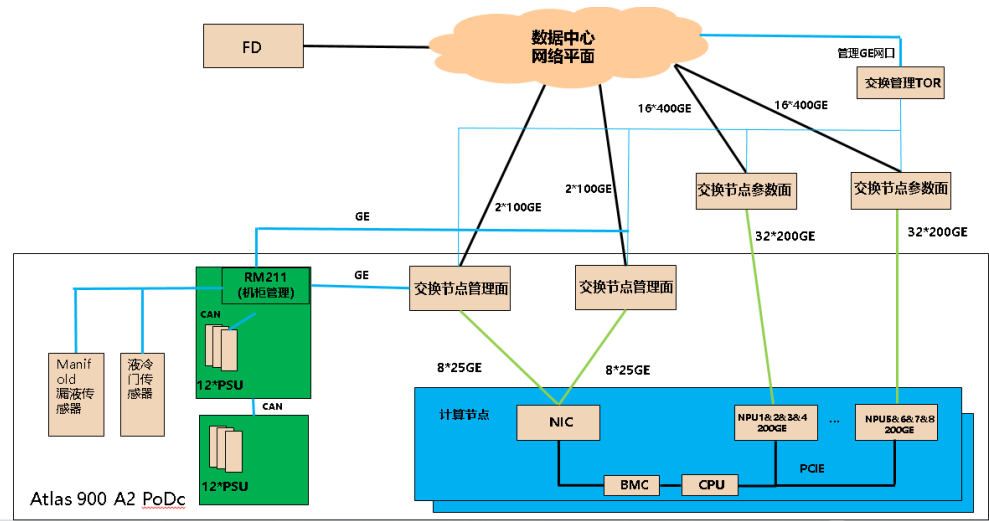 FD
数据中心
网络平面
管理GE网口
交换管理TOR
16*400GE
16*400GE
交换节点参数面
交换节点参数面
2*100GE
2*100GE
GE
32*200GE
32*200GE
RM211
(机柜管理)
GE
交换节点管理面
交换节点管理面
CAN
12*PSU
Manif
old
漏液传
感器
液冷
门传
感器
8*25GE
8*25GE
CAN
12*PSU
计算节点
NIC
NPU1&2&3&4
200GE
...
NPU5&6&7&8
200GE
PCIE
BMC
CPU
Atlas 900 A2 PoDc